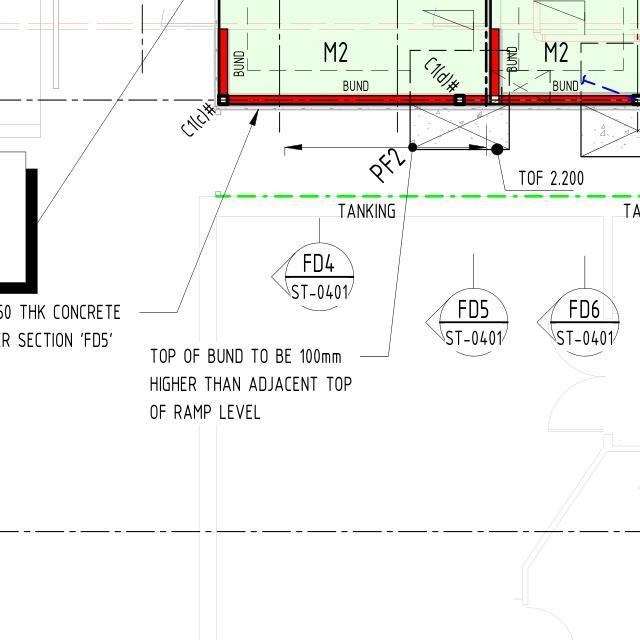 M2
M2
BUND
BUND
C1(d)#
BUND
BUND
C1(c)#
PF2
TOF 2.200
TANKING
FD4
ST-0401
FD5
ST-0401
FD6
ST-0401
50 THK CONCRETE
SECTION 'FD5'
TOP OF BUND TO BE 100mm
HIGHER THAN ADJACENT TOP
OF RAMP LEVEL